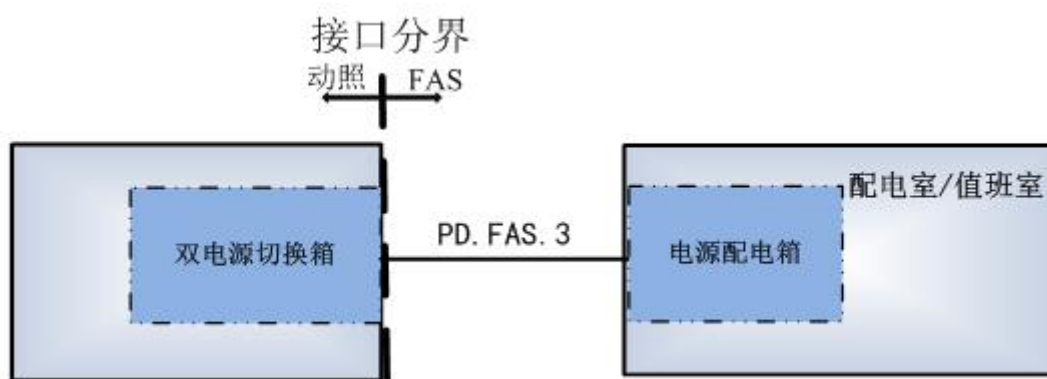 接口分界
动照 FAS
配电室/值班室
双电源切换箱
PD.FAS.3
电源配电箱